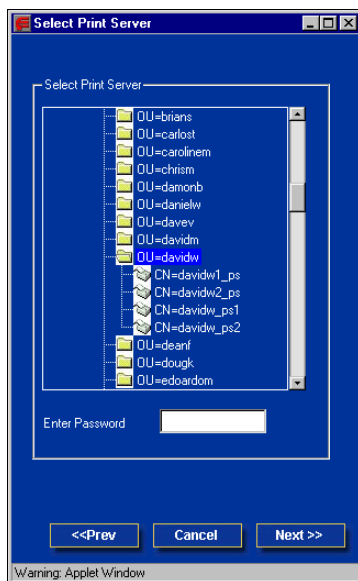 Select Print Server
Select Print Server
OU=brians
OU=carlost
OU=carolinem
OU=chrism
OU=damonb
OU=danielw
OU=davev
OU=davidm
OU=davidw
CN=davidw1_ps
CN=davidw2_ps
CN=davidw_ps1
CN=davidw_ps2
OU=deanf
OU=dougk
OU=edoardom
Enter Password
<<Prev Cancel Next >>
Warning: Applet Window